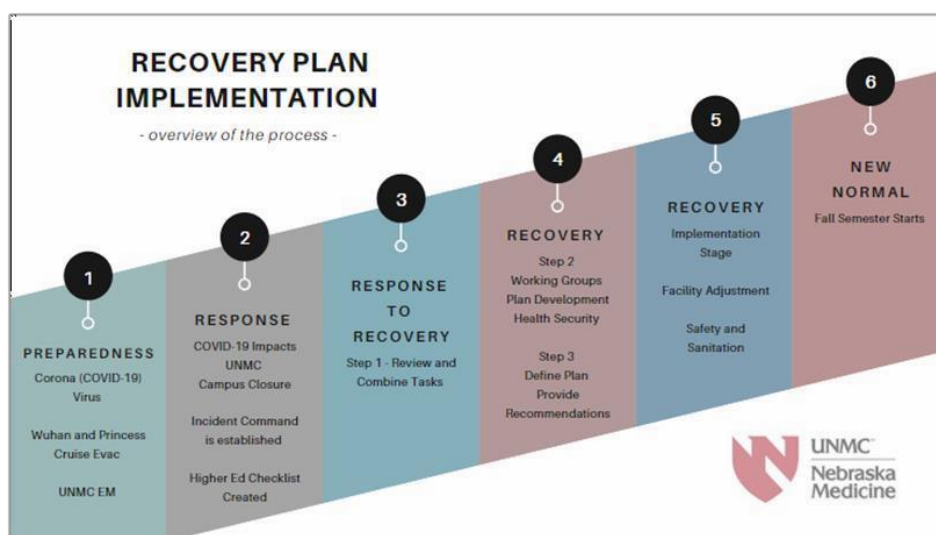 RECOVERY PLAN
IMPLEMENTATION
- overview of the process -
1
PREPAREDNESS
Corona (COVID-19)
Virus
Wuhan and Princess
Cruise Evac
UNMC EM
2
RESPONSE
COVID-19 Impacts
UNMC
Campus Closure
Incident Command
is established
Higher Ed Checklist
Created
3
RESPONSE
TO
RECOVERY
Step 1 - Review and
Combine Tasks
4
RECOVERY
Step 2
Working Groups
Plan Development
Health Security
Step 3
Define Plan
Provide
Recommendations
5
RECOVERY
Implementation
Stage
Facility Adjustment
Safety and
Sanitation
6
NEW
NORMAL
Fall Semester Starts
UNMC
Nebraska
Medicine